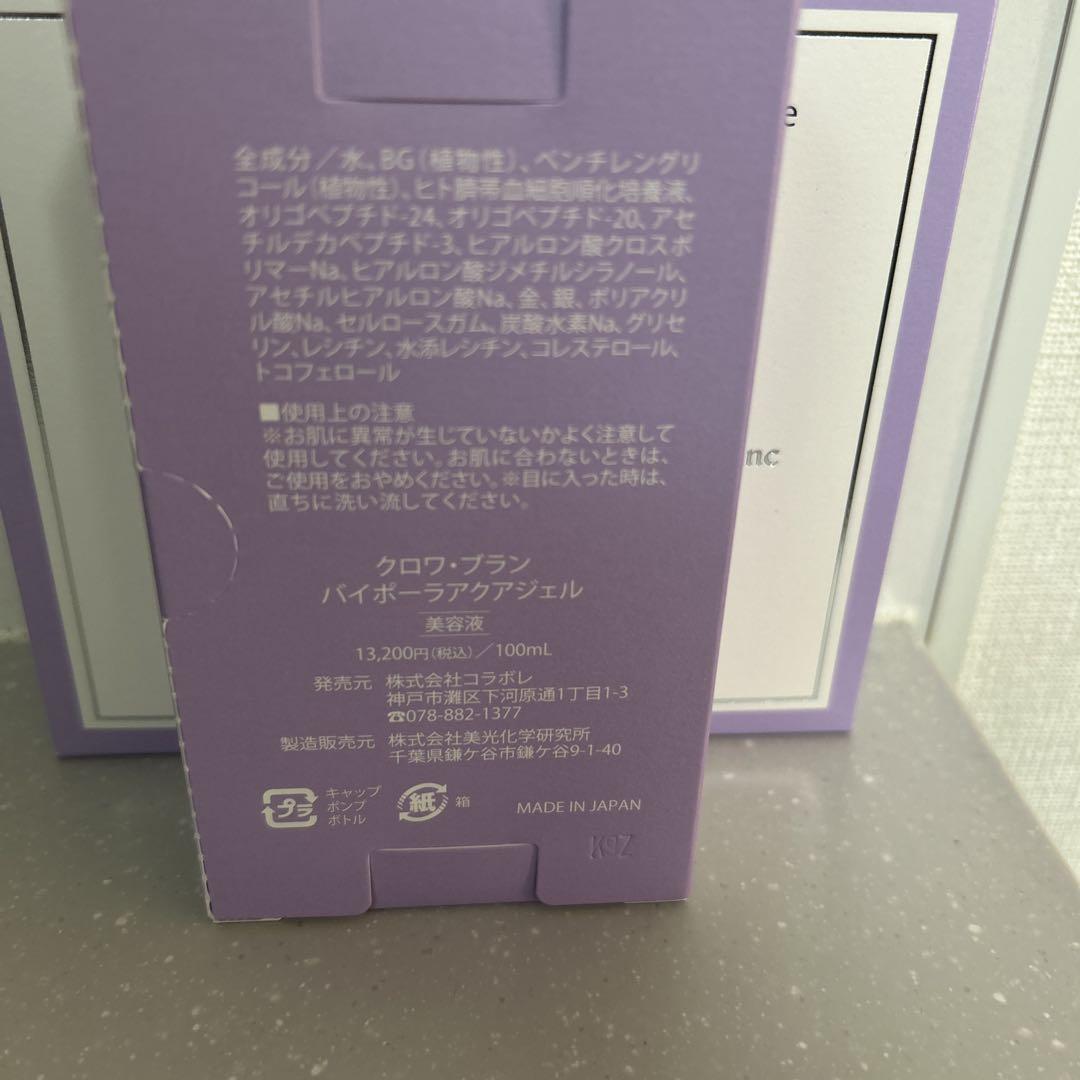 全成分／水、BG(植物性)、ペンチレングリ
コール(植物性)、ヒト臍帯血細胞順化培養液、
オリゴペプチド-24、オリゴペプチド-20、アセ
チルデカペプチド-3、ヒアルロン酸クロスポ
リマーNa、ヒアルロン酸ジメチルシラノール、
アセチルヒアルロン酸Na、金、銀、ポリアクリ
ル酸Na、セルロースガム、炭酸水素Na、グリセ
リン、レシチン、水添レシチン、コレステロール、
トコフェロール
■使用上の注意
※お肌に異常が生じていないかよく注意して
使用してください。お肌に合わないときは、
ご使用をおやめください。※目に入った時は、
直ちに洗い流してください。
クロワ・ブラン
バイポーラアクアジェル
美容液
13,200円(税込)／100mL
発売元 株式会社コラボレ
神戸市灘区下河原通1丁目1-3
☎078-882-1377
製造販売元 株式会社美光化学研究所
千葉県鎌ケ谷市鎌ケ谷9-1-40
プラ キャップ
ポンプ
ボトル
紙 箱
MADE IN JAPAN
K9Z
e
nc